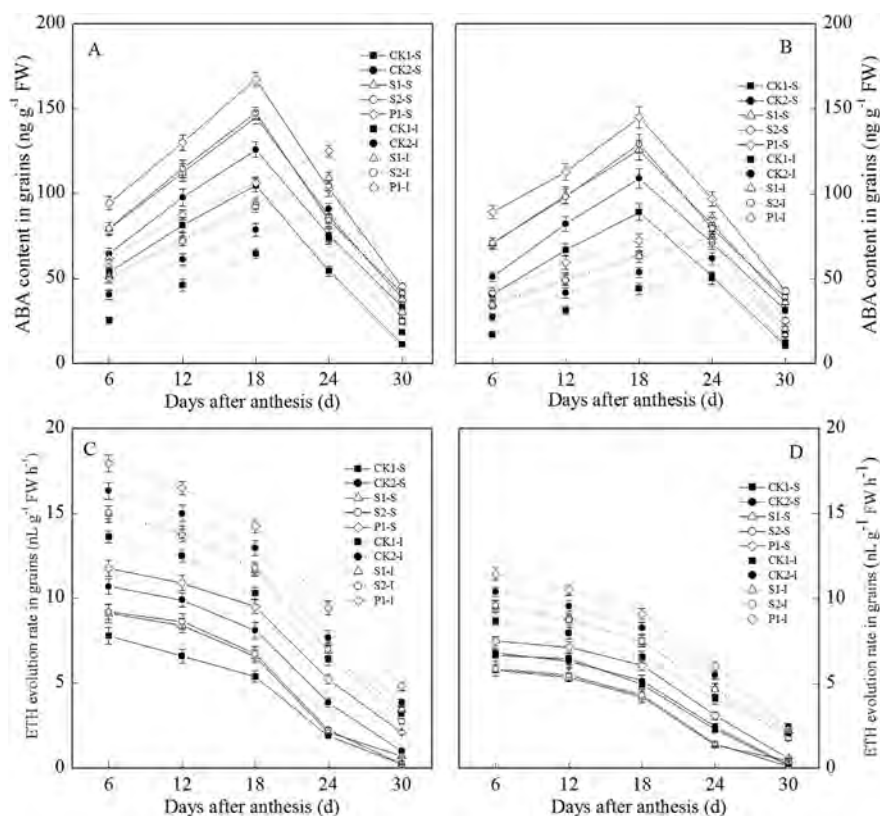 A
ABA content in grains (ng g⁻¹ FW)
200
150
100
50
0
CK1-S
CK2-S
S1-S
S2-S
P1-S
CK1-I
CK2-I
S1-I
S2-I
P1-I
6 12 18 24 30
Days after anthesis (d)
B
CK1-S
CK2-S
S1-S
S2-S
P1-S
CK1-I
CK2-I
S1-I
S2-I
P1-I
200
150
100
50
0
ABA content in grains (ng g⁻¹ FW)
6 12 18 24 30
Days after anthesis (d)
C
ETH evolution rate in grains (nL g⁻¹ FW h⁻¹)
20
15
10
5
0
CK1-S
CK2-S
S1-S
S2-S
P1-S
CK1-I
CK2-I
S1-I
S2-I
P1-I
6 12 18 24 30
Days after anthesis (d)
D
CK1-S
CK2-S
S1-S
S2-S
P1-S
CK1-I
CK2-I
S1-I
S2-I
P1-I
20
15
10
5
0
ETH evolution rate in grains (nL g⁻¹ FW h⁻¹)
6 12 18 24 30
Days after anthesis (d)